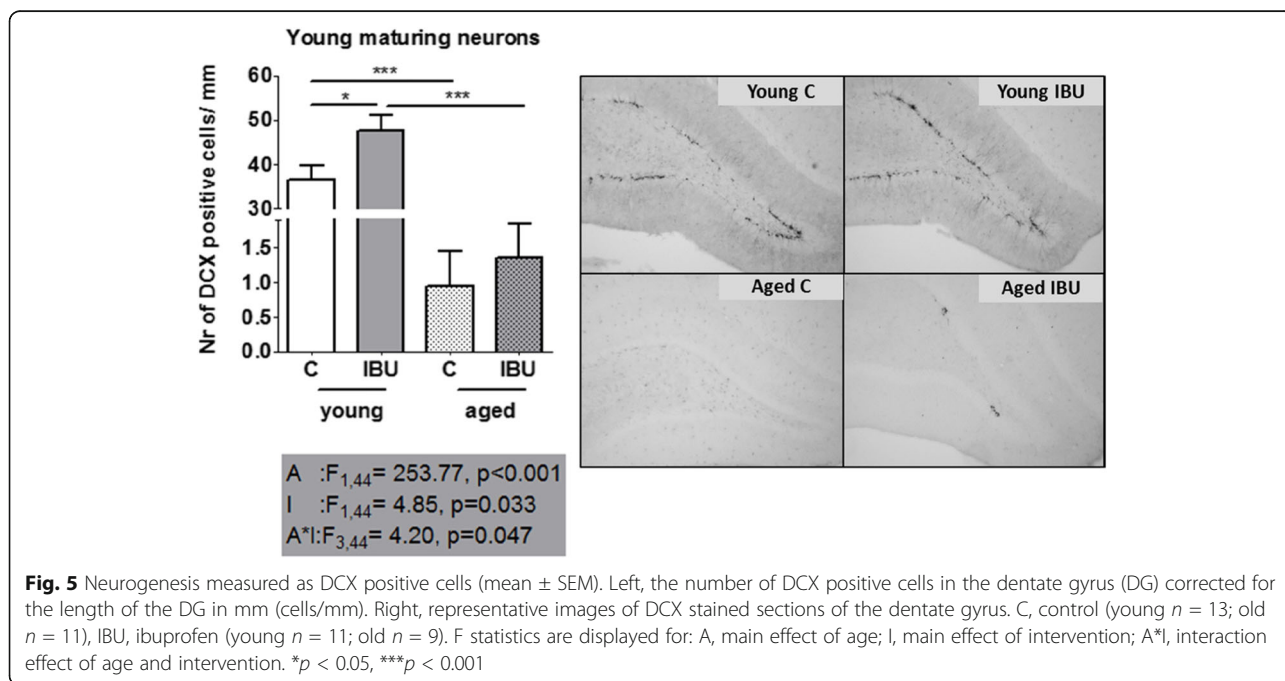 Young maturing neurons
Nr of DCX positive cells/ mm
60
50
40
30
1.5
1.0
0.5
0.0
***
*
***
C
IBU
C
IBU
young
aged
A :F1,44= 253.77, p<0.001
I :F1,44= 4.85, p=0.033
A*I:F3,44= 4.20, p=0.047
Young C
Young IBU
Aged C
Aged IBU
Fig. 5 Neurogenesis measured as DCX positive cells (mean ± SEM). Left, the number of DCX positive cells in the dentate gyrus (DG) corrected for
the length of the DG in mm (cells/mm). Right, representative images of DCX stained sections of the dentate gyrus. C, control (young n = 13; old
n = 11), IBU, ibuprofen (young n = 11; old n = 9). F statistics are displayed for: A, main effect of age; I, main effect of intervention; A*I, interaction
effect of age and intervention. *p < 0.05, ***p < 0.001